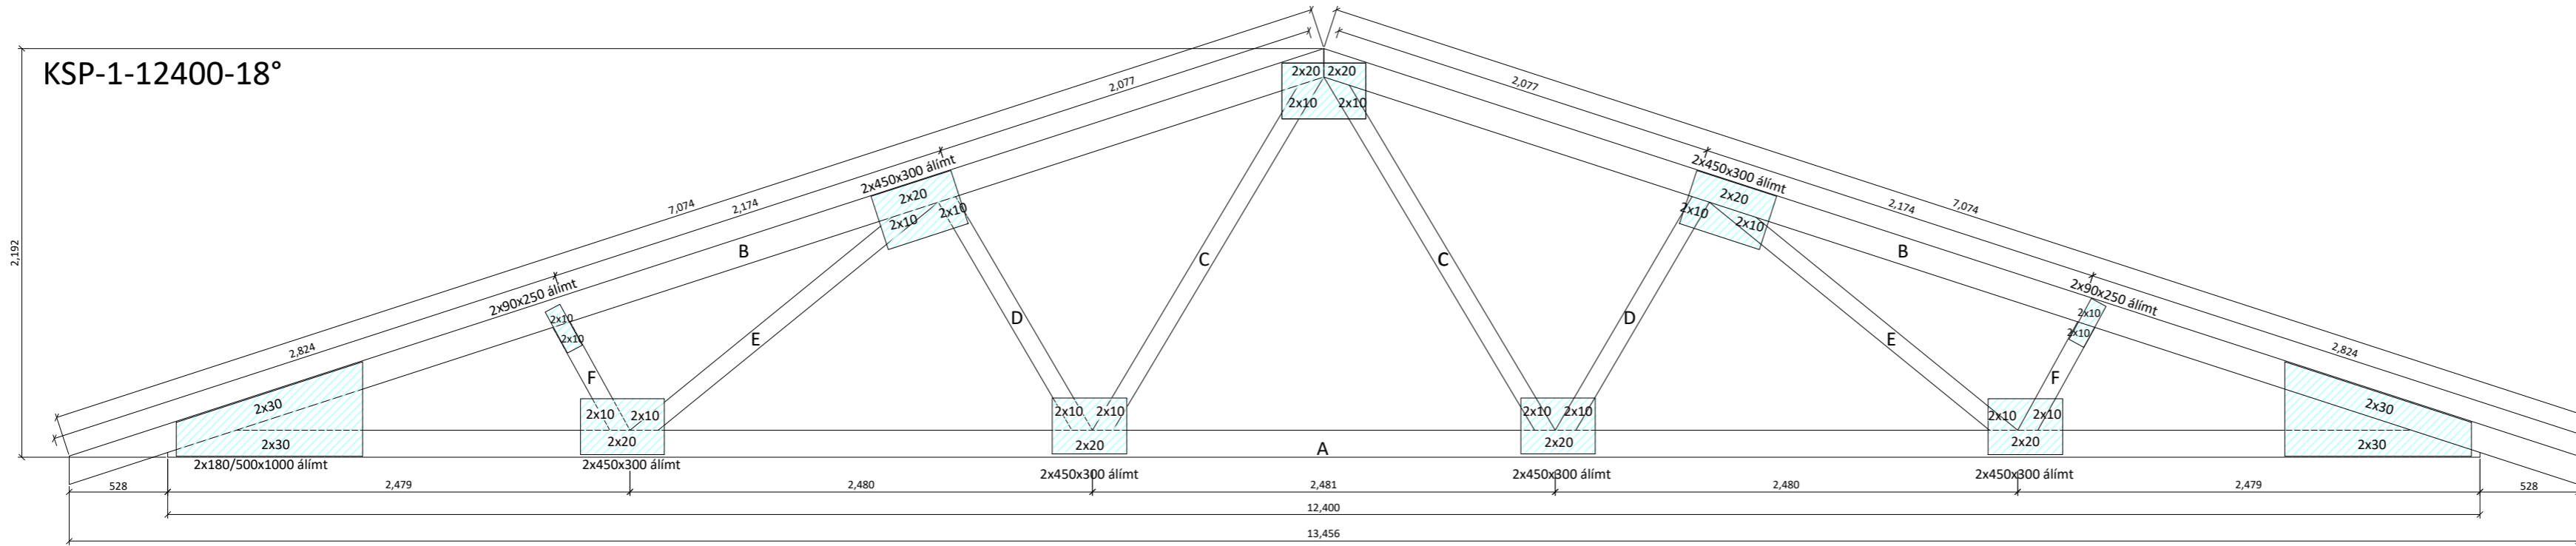 KSP-1-12400-18°
2x20 2x20
2x10 2x10
2,077
2,077
2x450x300 álímt
2x450x300 álímt
7,074
2,174
2,174
7,074
2x20
2x10 2x10
2x20
2x10 2x10
2,192
B
B
C
C
2x90x250 álímt
2x90x250 álímt
2x10
2x10
2x10
2x10
D
D
E
E
2,824
2,824
F
F
2x30
2x30
2x30
2x30
2x10 2x10
2x20
2x10 2x10
2x20
2x10 2x10
2x20
2x10 2x10
2x20
A
2x180/500x1000 álímt
2x450x300 álímt
2x450x300 álímt
2x450x300 álímt
2x450x300 álímt
528 2,479 2,480 2,481 2,480 2,479 528
12,400
13,456